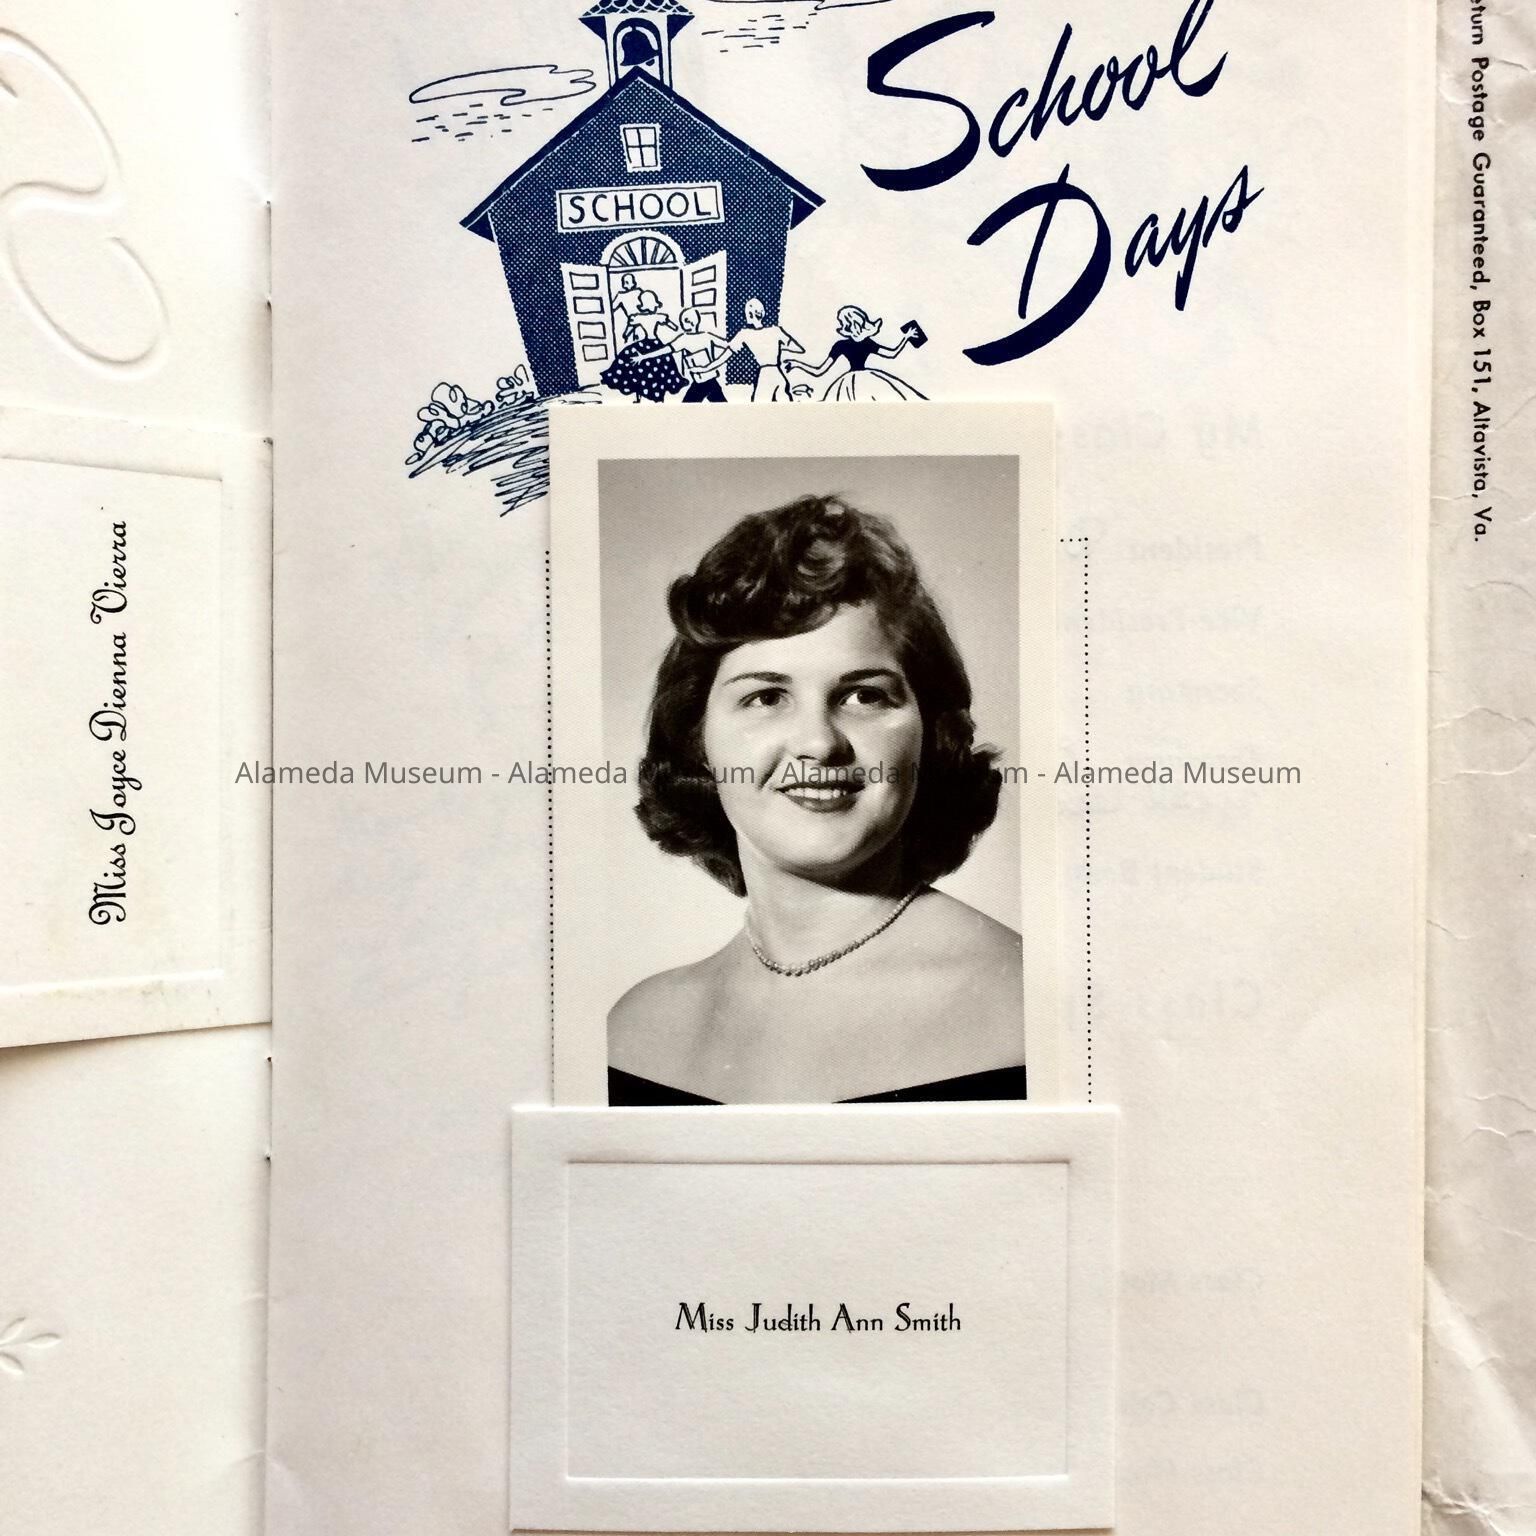 School
Days
SCHOOL
eturn Postage Guaranteed, Box 151, Altavista, Va.
Miss Joyce Dienna Vierra
Alameda Museum - Alameda Museum - Alameda Museum - Alameda Museum
Miss Judith Ann Smith